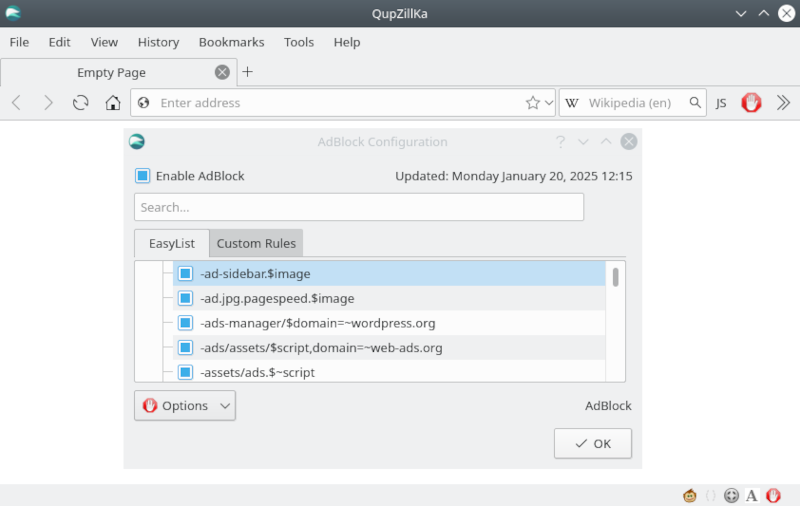 QupZillKa
File Edit View History Bookmarks Tools Help
Empty Page
Enter address
W Wikipedia (en) JS
AdBlock Configuration ?
Enable AdBlock Updated: Monday January 20, 2025 12:15
Search...
EasyList Custom Rules
-ad-sidebar.$image
-ad.jpg.pagespeed.$image
-ads-manager/$domain=~wordpress.org
-ads/assets/$script,domain=~web-ads.org
-assets/ads.$~script
Options AdBlock
OK
{} A